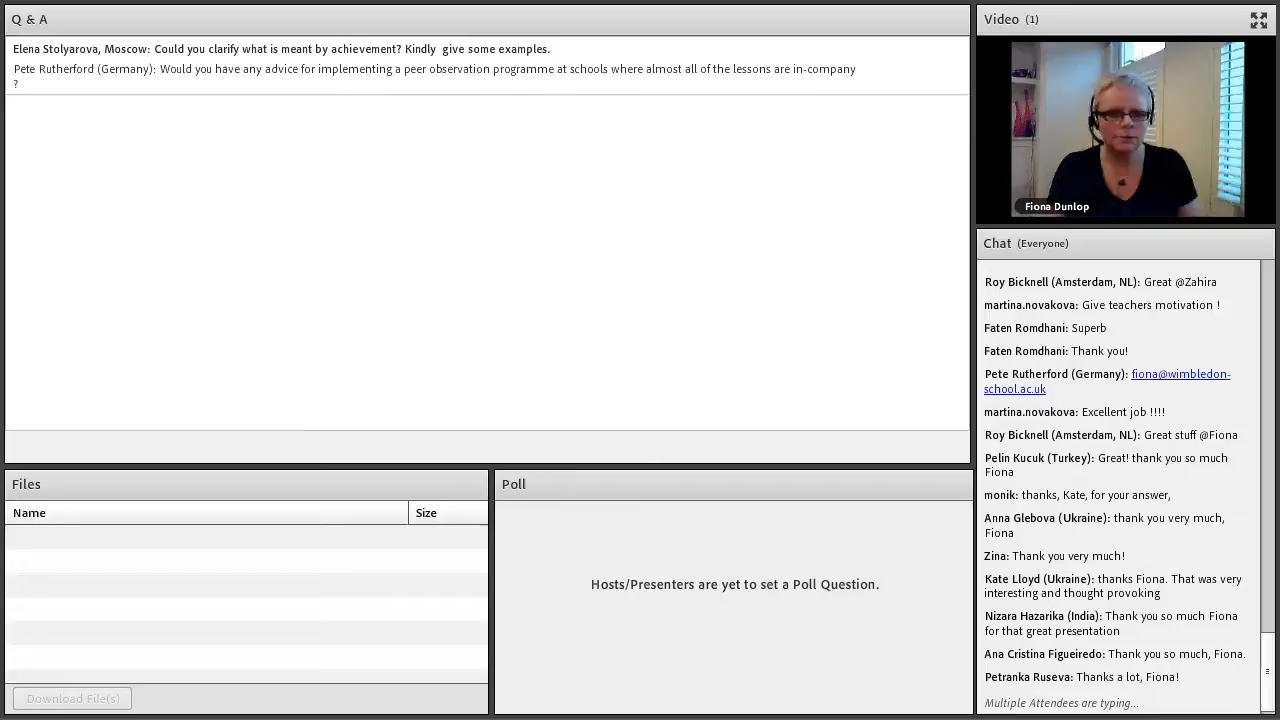 Q & A
Elena Stolyarova, Moscow: Could you clarify what is meant by achievement? Kindly  give some examples.
Pete Rutherford (Germany): Would you have any advice for implementing a peer observation programme at schools where almost all of the lessons are in-company
?
Video (1)
Fiona Dunlop
Chat (Everyone)
Roy Bicknell (Amsterdam, NL): Great @Zahira
martina.novakova: Give teachers motivation !
Faten Romdhani: Superb
Faten Romdhani: Thank you!
Pete Rutherford (Germany): fiona@wimbledon-
school.ac.uk
martina.novakova: Excellent job !!!!
Roy Bicknell (Amsterdam, NL): Great stuff @Fiona
Pelin Kucuk (Turkey): Great! thank you so much
Fiona
monik: thanks, Kate, for your answer,
Anna Glebova (Ukraine): thank you very much,
Fiona
Zina: Thank you very much!
Kate Lloyd (Ukraine): thanks Fiona. That was very
interesting and thought provoking
Nizara Hazarika (India): Thank you so much Fiona
for that great presentation
Ana Cristina Figueiredo: Thank you so much, Fiona.
Petranka Ruseva: Thanks a lot, Fiona!
Multiple Attendees are typing...
Files
Name
Size
Download File(s)
Poll
Hosts/Presenters are yet to set a Poll Question.